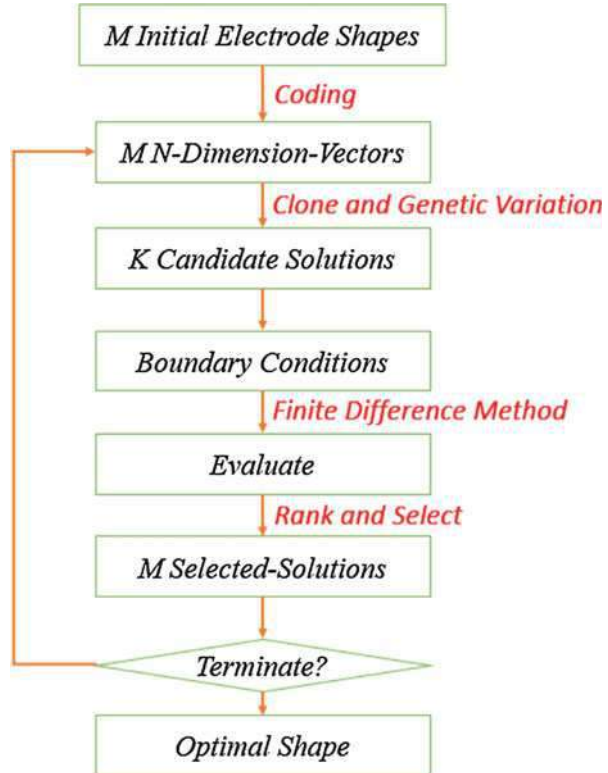 M Initial Electrode Shapes
Coding
M N-Dimension-Vectors
Clone and Genetic Variation
K Candidate Solutions
Boundary Conditions
Finite Difference Method
Evaluate
Rank and Select
M Selected-Solutions
Terminate?
Optimal Shape